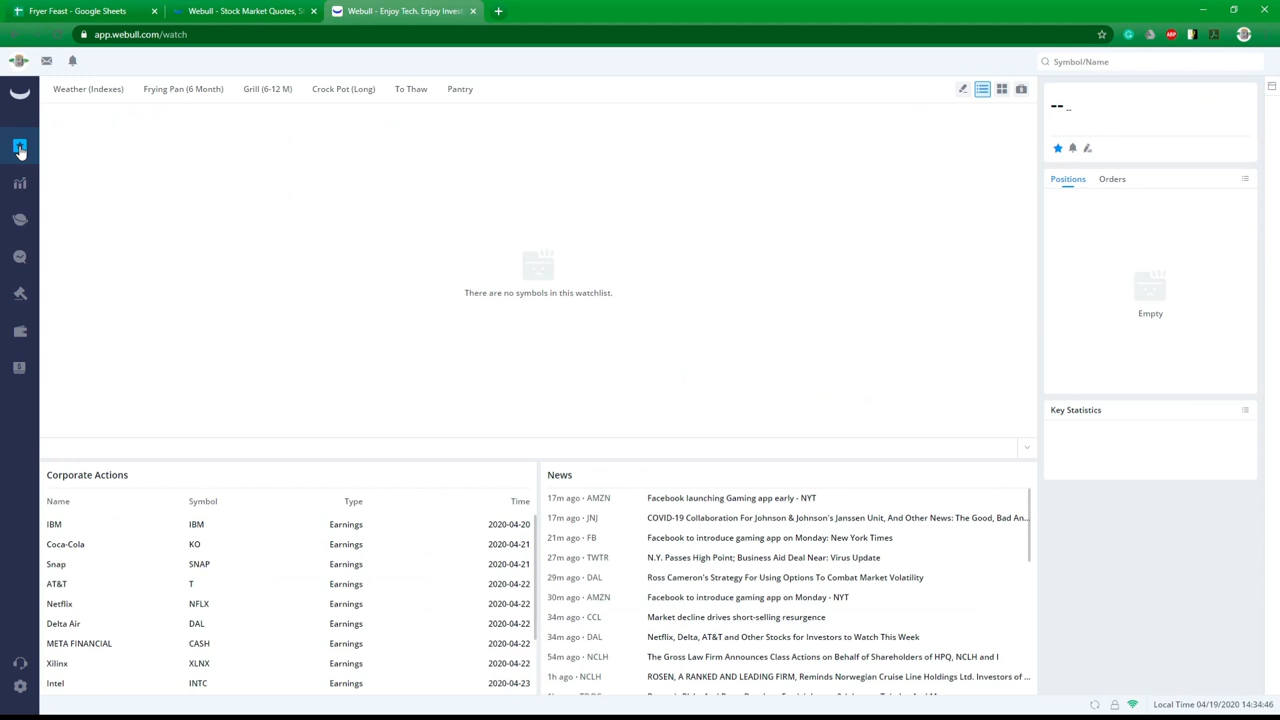 Fryer Feast - Google Sheets
Webull - Stock Market Quotes, S
Webull - Enjoy Tech. Enjoy Inves
app.webull.com/watch
ABP
Symbol/Name
Weather (Indexes) Frying Pan (6 Month) Grill (6-12 M) Crock Pot (Long) To Thaw Pantry
-- --
Positions Orders
There are no symbols in this watchlist.
Empty
Key Statistics
Corporate Actions
Name Symbol Type Time
IBM IBM Earnings 2020-04-20
Coca-Cola KO Earnings 2020-04-21
Snap SNAP Earnings 2020-04-21
AT&T T Earnings 2020-04-22
Netflix NFLX Earnings 2020-04-22
Delta Air DAL Earnings 2020-04-22
META FINANCIAL CASH Earnings 2020-04-22
Xilinx XLNX Earnings 2020-04-22
Intel INTC Earnings 2020-04-23
News
17m ago · AMZN Facebook launching Gaming app early - NYT
17m ago · JNJ COVID-19 Collaboration For Johnson & Johnson's Janssen Unit, And Other News: The Good, Bad An...
21m ago · FB Facebook to introduce gaming app on Monday: New York Times
27m ago · TWTR N.Y. Passes High Point; Business Aid Deal Near: Virus Update
29m ago · DAL Ross Cameron's Strategy For Using Options To Combat Market Volatility
30m ago · AMZN Facebook to introduce gaming app on Monday - NYT
34m ago · CCL Market decline drives short-selling resurgence
34m ago · DAL Netflix, Delta, AT&T and Other Stocks for Investors to Watch This Week
54m ago · NCLH The Gross Law Firm Announces Class Actions on Behalf of Shareholders of HPQ, NCLH and I
1h ago · NCLH ROSEN, A RANKED AND LEADING FIRM, Reminds Norwegian Cruise Line Holdings Ltd. Investors of ...
Local Time 04/19/2020 14:34:46